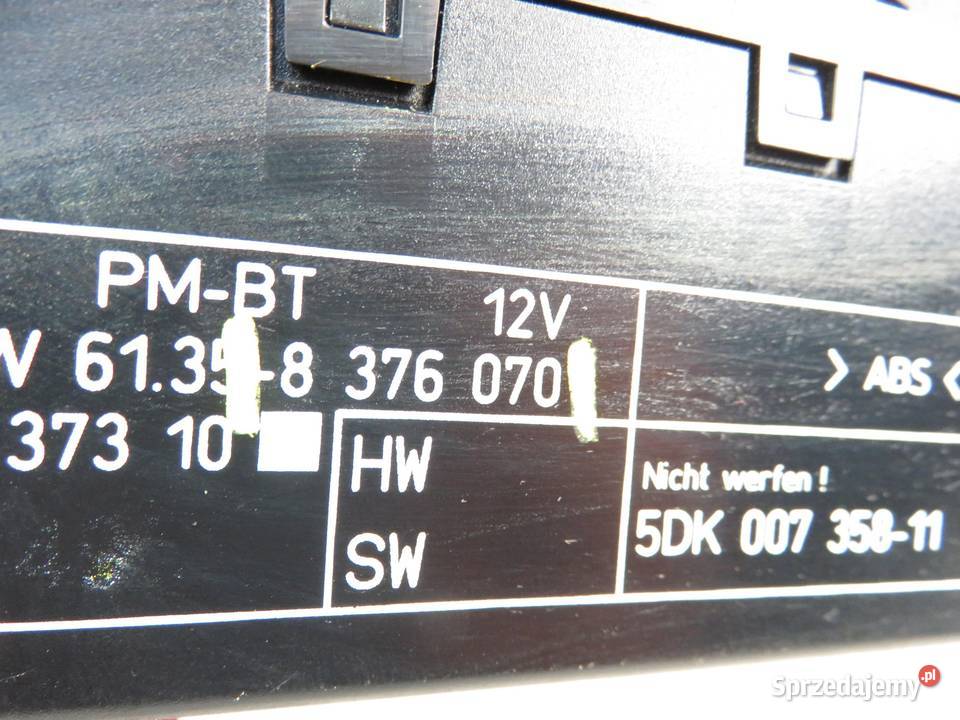 PM-BT 12V
W 61.35-8 376 070
373 10
HW
SW
> ABS <
Nicht werfen!
5DK 007 358-11
Sprzedajemy.pl